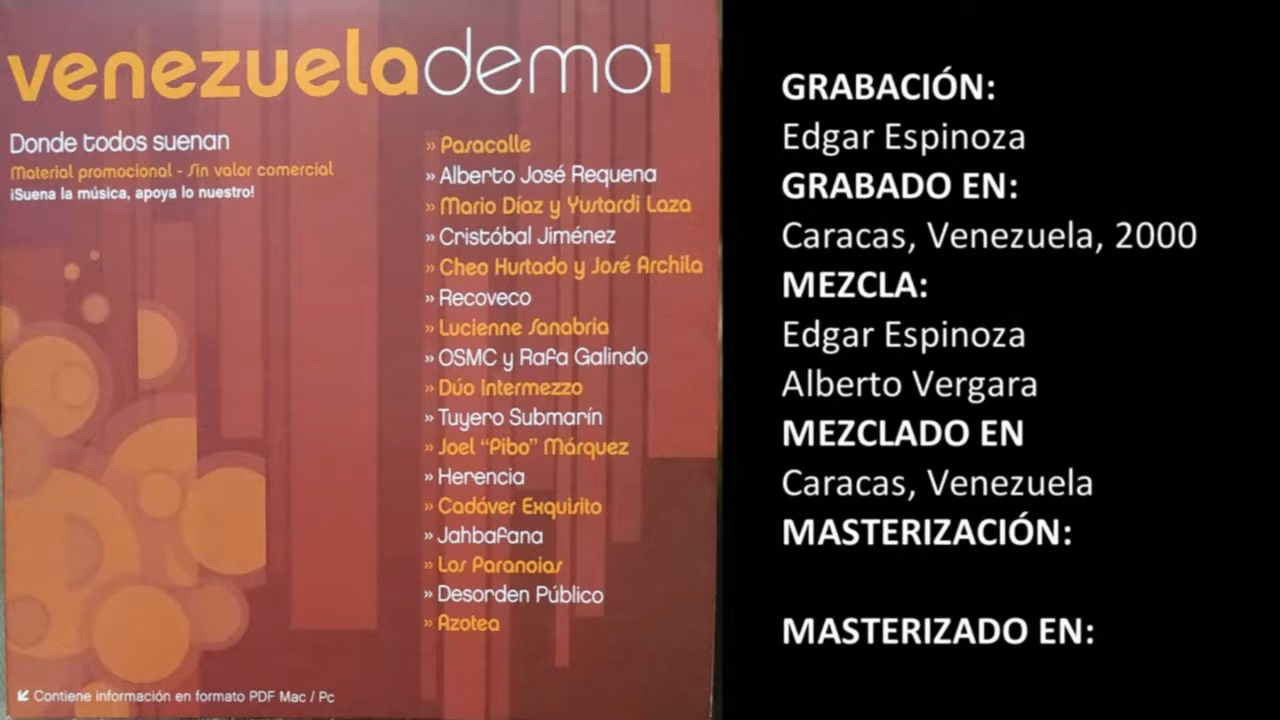 venezuelademo1
Donde todos suenan
Material promocional - Sin valor comercial
¡Suena la música, apoya lo nuestro!
» Pasacalle
» Alberto José Requena
» Mario Díaz y Yustardi Laza
» Cristóbal Jiménez
» Cheo Hurtado y José Archila
» Recoveco
» Lucienne Sanabria
» OSMC y Rafa Galindo
» Dúo Intermezzo
» Tuyero Submarín
» Joel “Pibo” Márquez
» Herencia
» Cadáver Exquisito
» Jahbafana
» Los Paranoias
» Desorden Público
» Azotea
Contiene información en formato PDF Mac / Pc
GRABACIÓN:
Edgar Espinoza
GRABADO EN:
Caracas, Venezuela, 2000
MEZCLA:
Edgar Espinoza
Alberto Vergara
MEZCLADO EN
Caracas, Venezuela
MASTERIZACIÓN:
MASTERIZADO EN: